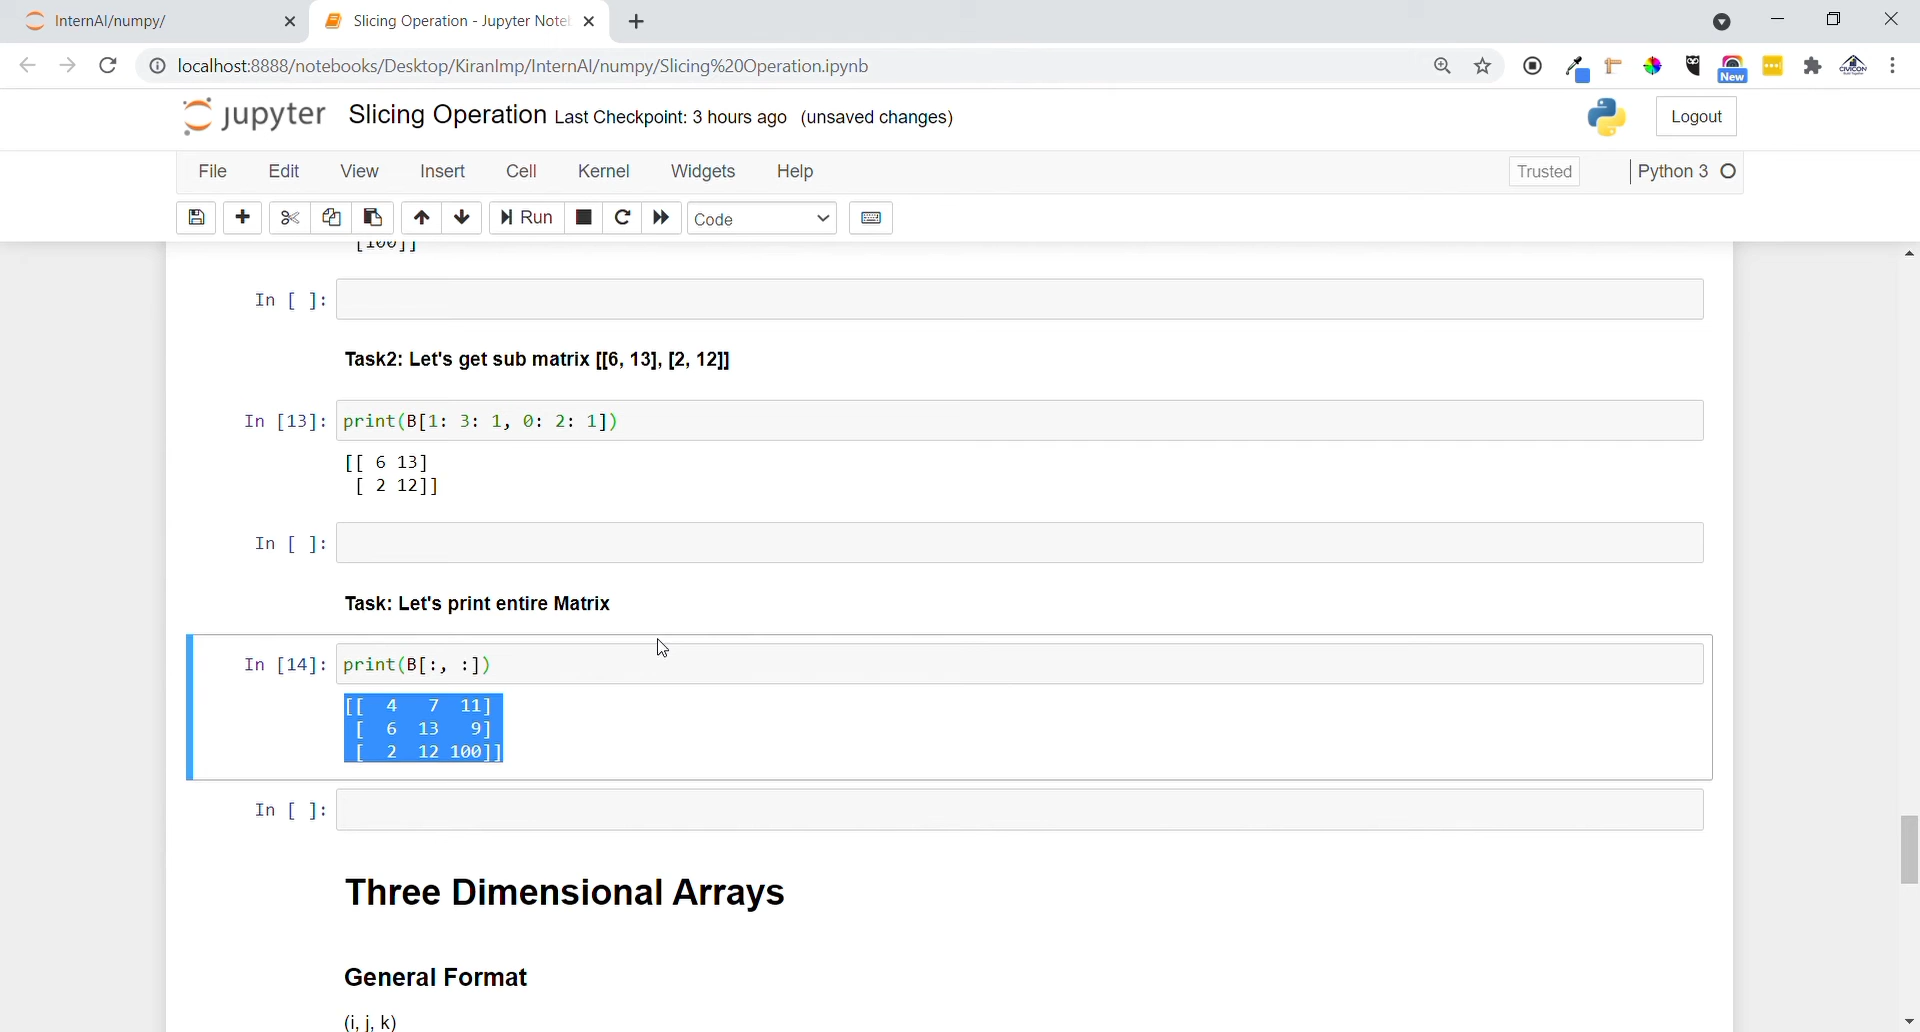 InternAI/numpy/
Slicing Operation - Jupyter Note
localhost:8888/notebooks/Desktop/KiranImp/InternAI/numpy/Slicing%20Operation.ipynb
New
CIVICON
jupyter Slicing Operation Last Checkpoint: 3 hours ago (unsaved changes)
Logout
File Edit View Insert Cell Kernel Widgets Help
Trusted
Python 3
Run
Code
[100]]
In [ ]:
Task2: Let's get sub matrix [[6, 13], [2, 12]]
In [13]: print(B[1: 3: 1, 0: 2: 1])
[[ 6 13]
[ 2 12]]
In [ ]:
Task: Let's print entire Matrix
In [14]: print(B[:, :])
[[ 4 7 11]
[ 6 13 9]
[ 2 12 100]]
In [ ]:
Three Dimensional Arrays
General Format
(i, j, k)